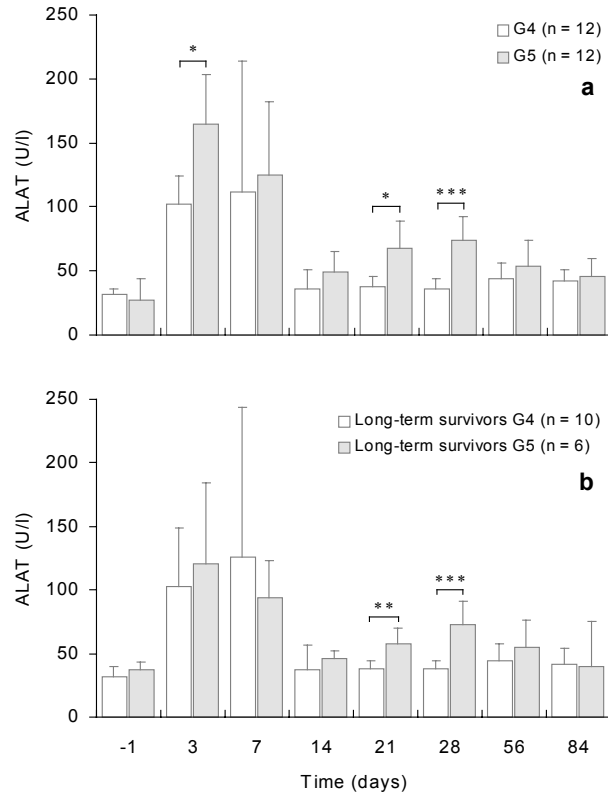 G4 (n = 12)
G5 (n = 12)
a
ALAT (U/l)
250
200
150
100
50
0
*
*
***
Long-term survivors G4 (n = 10)
Long-term survivors G5 (n = 6)
b
ALAT (U/l)
250
200
150
100
50
0
**
***
-1 3 7 14 21 28 56 84
Time (days)